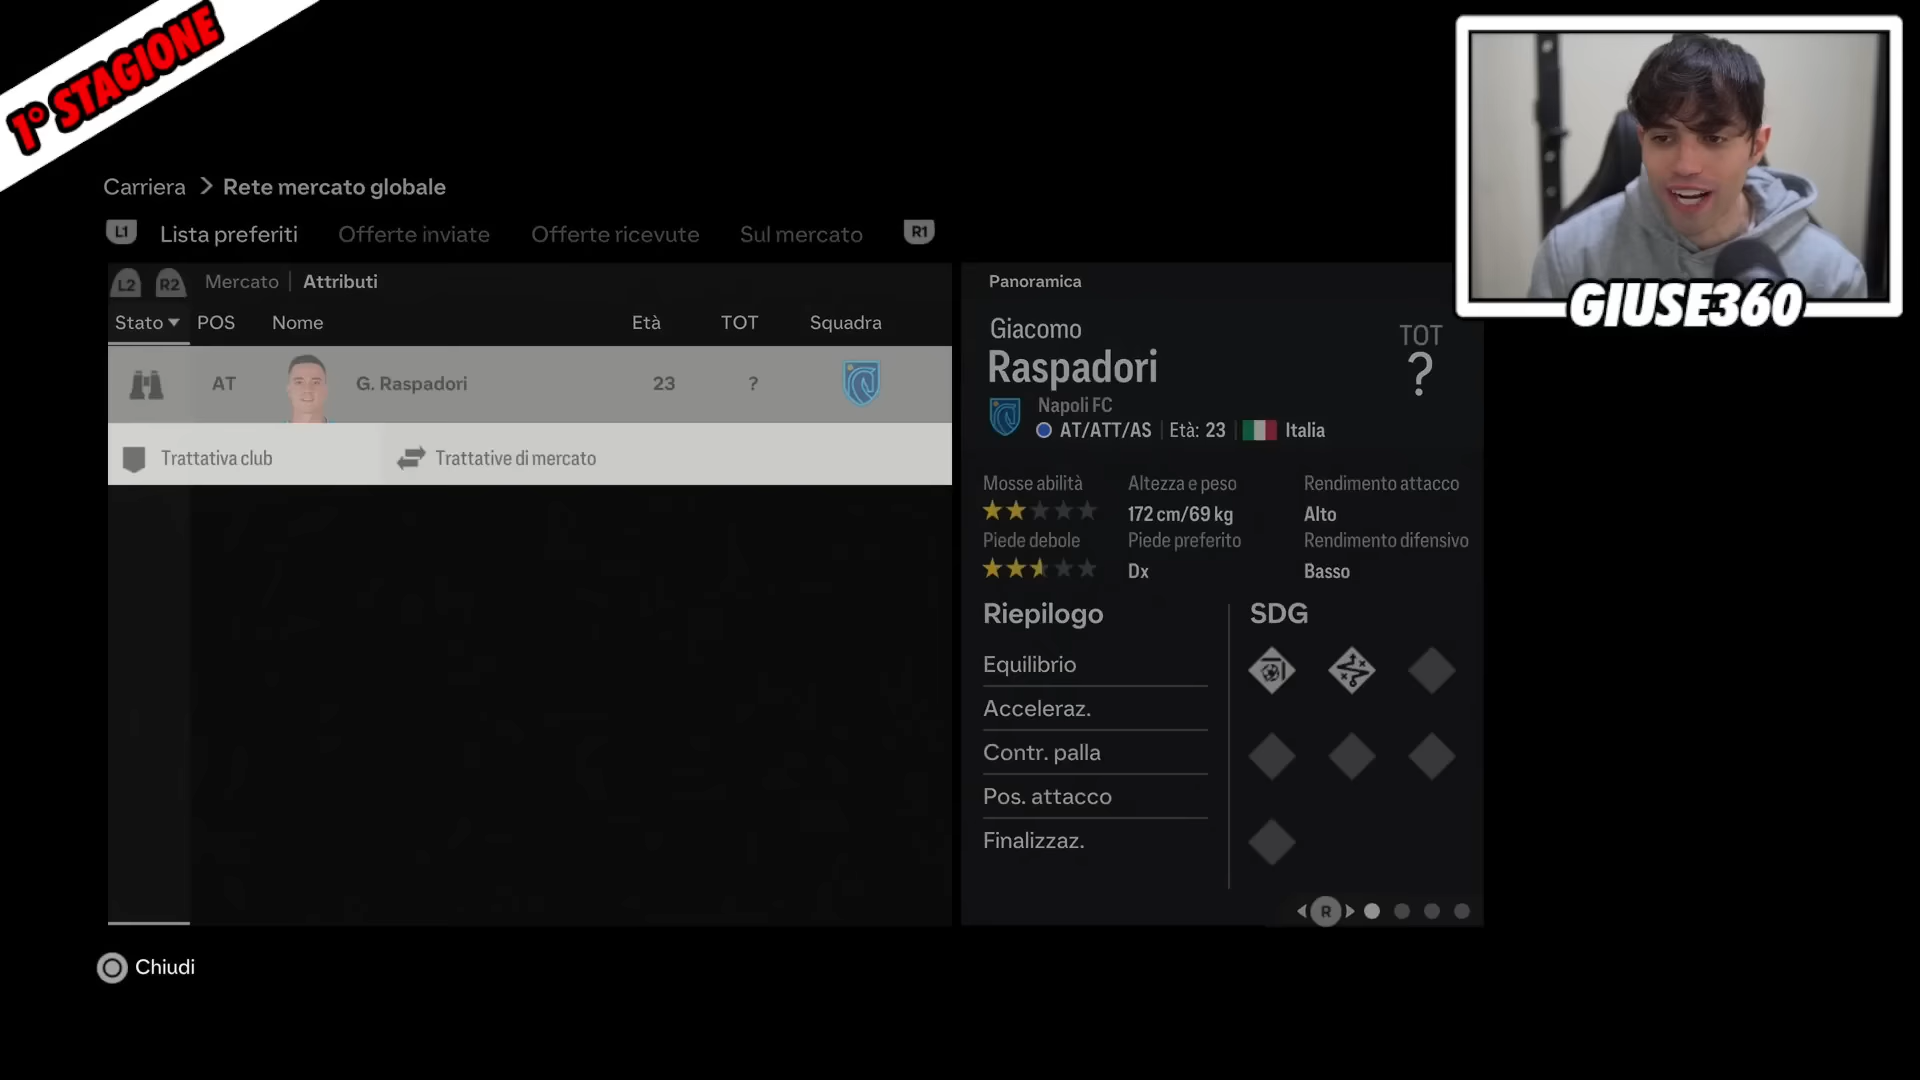 1° STAGIONE
Carriera > Rete mercato globale
L1 Lista preferiti Offerte inviate Offerte ricevute Sul mercato R1
L2 R2 Mercato | Attributi
Stato POS Nome Età TOT Squadra
AT G. Raspadori 23 ?
Trattativa club Trattative di mercato
Panoramica
Giacomo
Raspadori
TOT
?
Napoli FC
AT/ATT/AS | Età: 23 | Italia
Mosse abilità Altezza e peso Rendimento attacco
172 cm/69 kg Alto
Piede debole Piede preferito Rendimento difensivo
Dx Basso
Riepilogo SDG
Equilibrio
Acceleraz.
Contr. palla
Pos. attacco
Finalizzaz.
R
Chiudi
GIUSE360